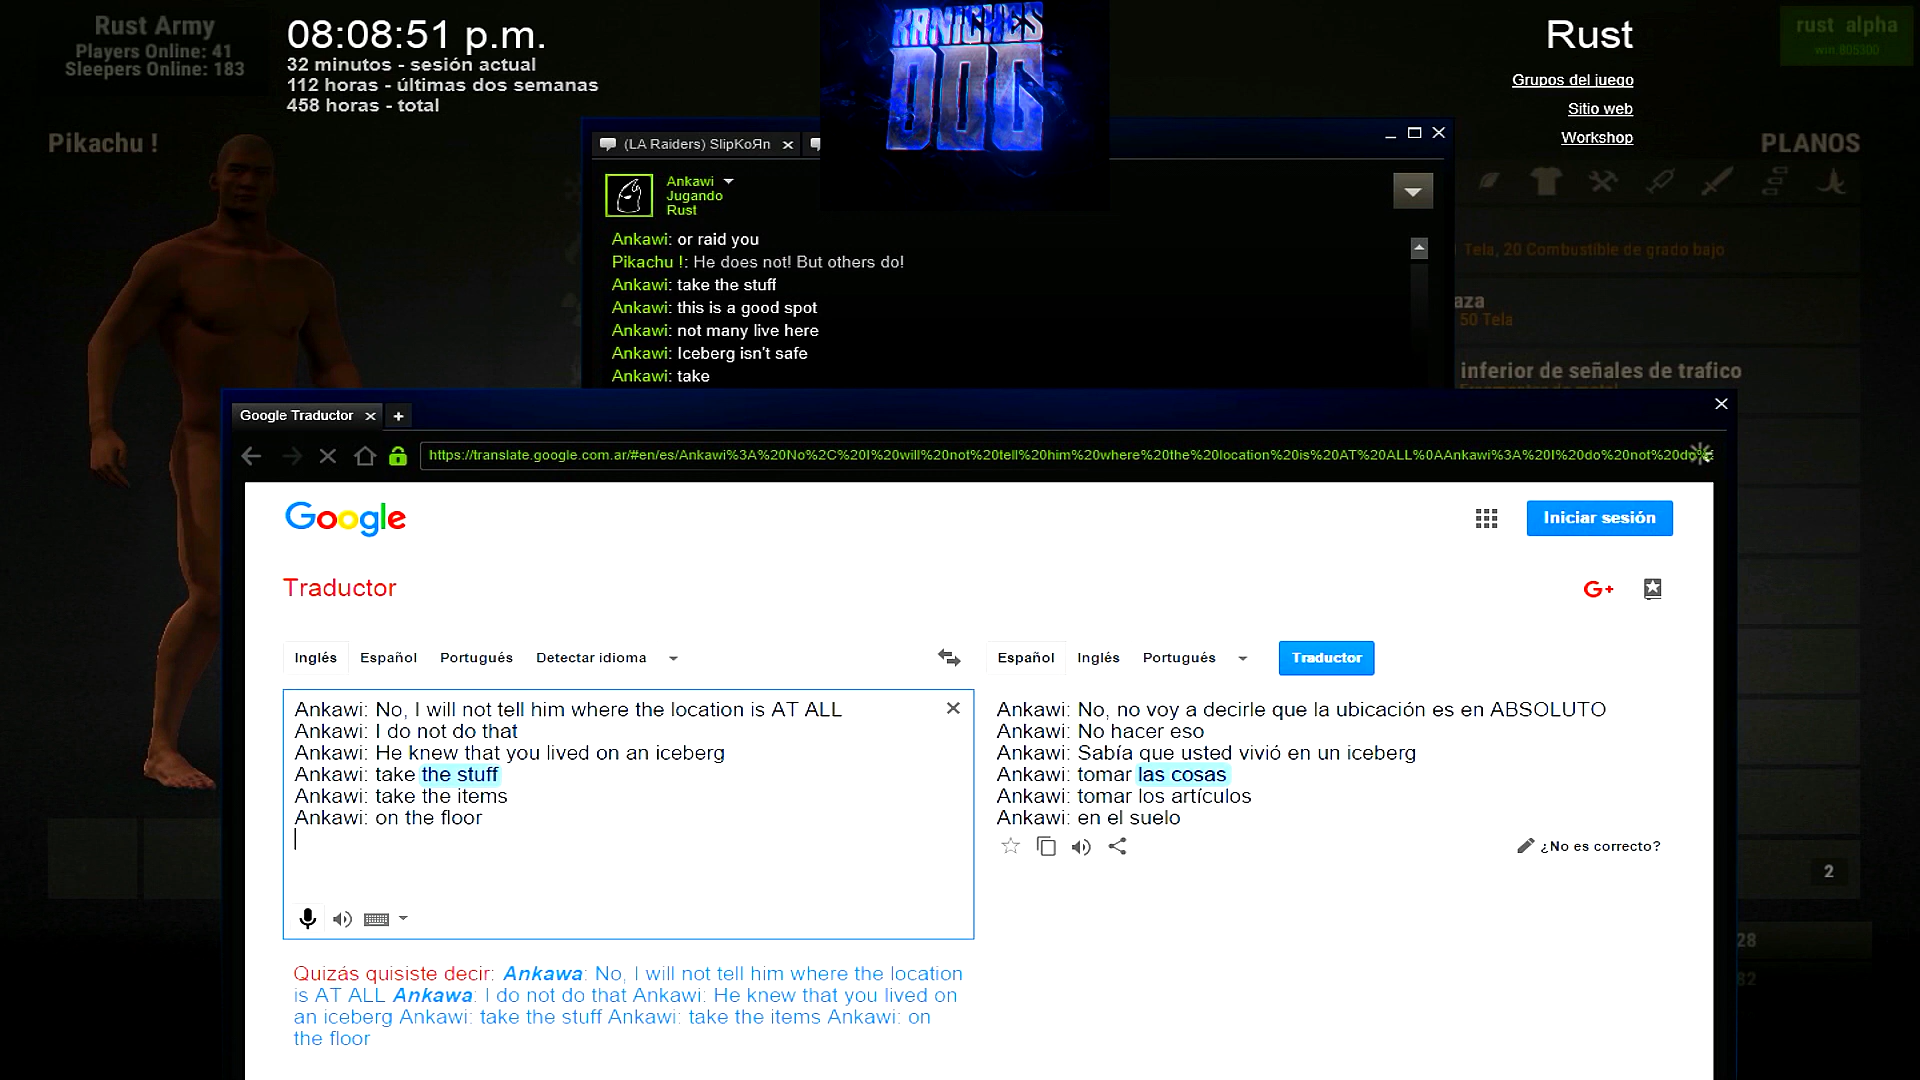 Rust Army
Players Online: 41
Sleepers Online: 183
08:08:51 p.m.
32 minutos - sesión actual
112 horas - últimas dos semanas
458 horas - total
KANICHES
DOG
Rust
Grupos del juego
Sitio web
Workshop
rust alpha
win 805300
Pikachu !
PLANOS
(LA Raiders) SlipKoЯn
Ankawi
Jugando
Rust
Ankawi: or raid you
Pikachu !: He does not! But others do!
Ankawi: take the stuff
Ankawi: this is a good spot
Ankawi: not many live here
Ankawi: Iceberg isn't safe
Ankawi: take
Tela, 20 Combustible de grado bajo
aza
50 Tela
inferior de señales de trafico
Google Traductor
https://translate.google.com.ar/#en/es/Ankawi%3A%20No%2C%20I%20will%20not%20tell%20him%20where%20the%20location%20is%20AT%20ALL%0AAnkawi%3A%20I%20do%20not%20do%2
Google
Iniciar sesión
Traductor
G+
Inglés Español Portugués Detectar idioma
Español Inglés Portugués Traductor
Ankawi: No, I will not tell him where the location is AT ALL
Ankawi: I do not do that
Ankawi: He knew that you lived on an iceberg
Ankawi: take the stuff
Ankawi: take the items
Ankawi: on the floor
Ankawi: No, no voy a decirle que la ubicación es en ABSOLUTO
Ankawi: No hacer eso
Ankawi: Sabía que usted vivió en un iceberg
Ankawi: tomar las cosas
Ankawi: tomar los artículos
Ankawi: en el suelo
¿No es correcto?
2
28
82
Quizás quisiste decir: Ankawa: No, I will not tell him where the location
is AT ALL Ankawa: I do not do that Ankawi: He knew that you lived on
an iceberg Ankawi: take the stuff Ankawi: take the items Ankawi: on
the floor